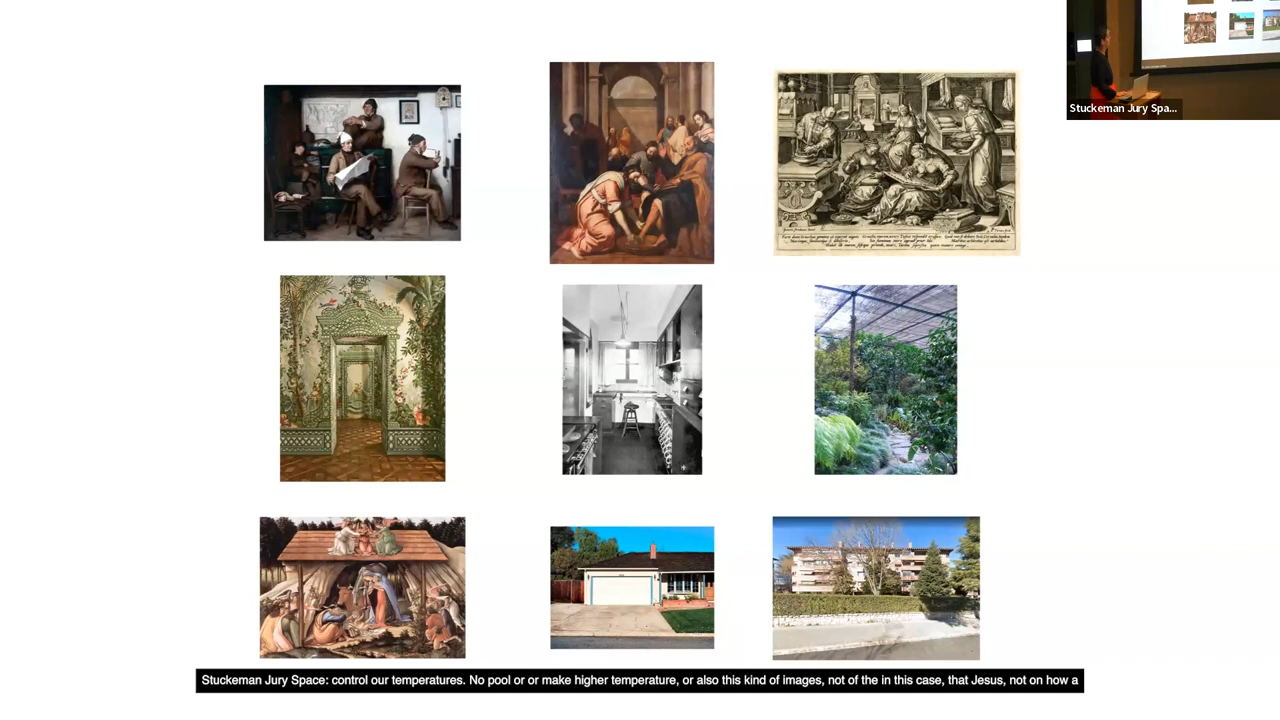 Stuckeman Jury Spa...
Stuckeman Jury Space: control our temperatures. No pool or or make higher temperature, or also this kind of images, not of the in this case, that Jesus, not on how a